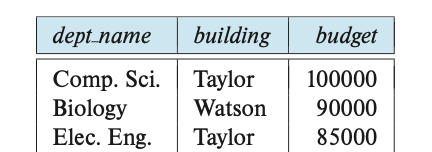 dept_name building budget
Comp. Sci. Taylor 100000
Biology Watson 90000
Elec. Eng. Taylor 85000